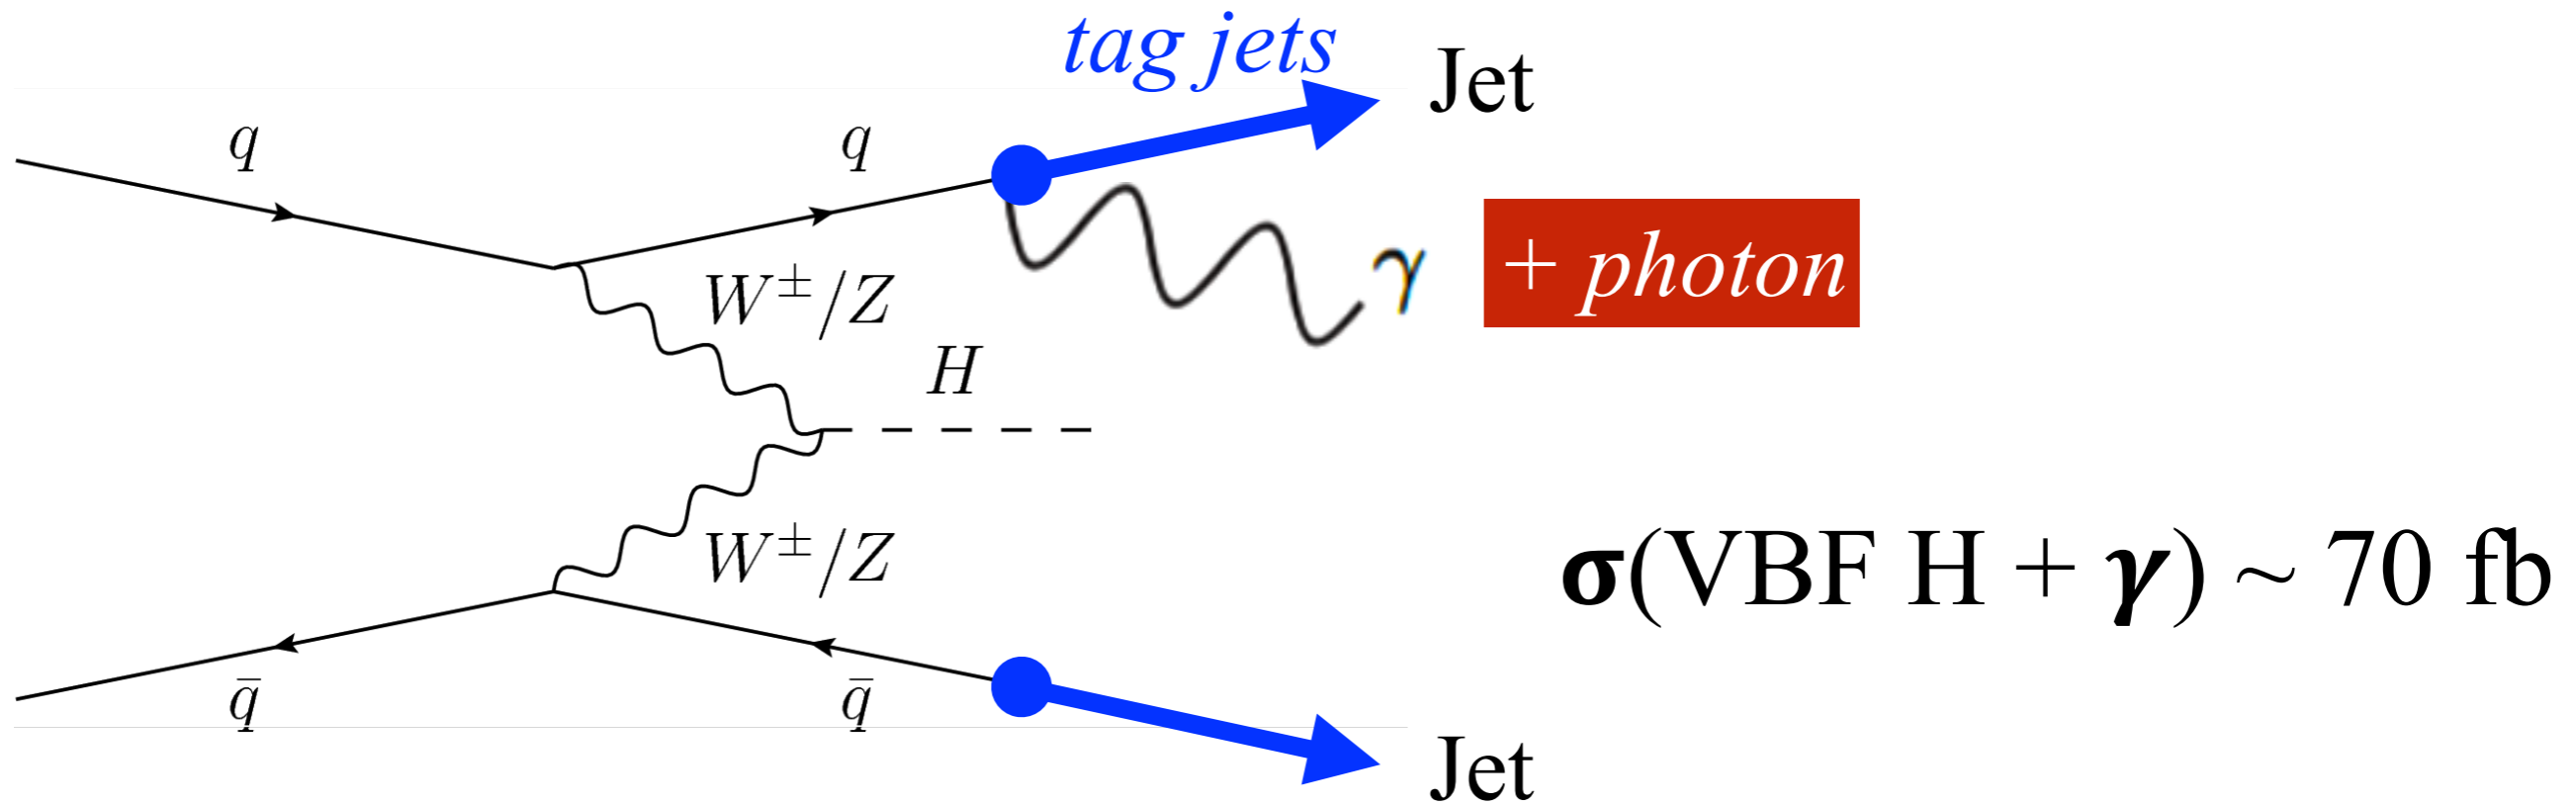 tag jets
Jet
q
q
γ
+ photon
W±/Z
H
W±/Z
σ(VBF H + γ) ~ 70 fb
q̄
q̄
Jet